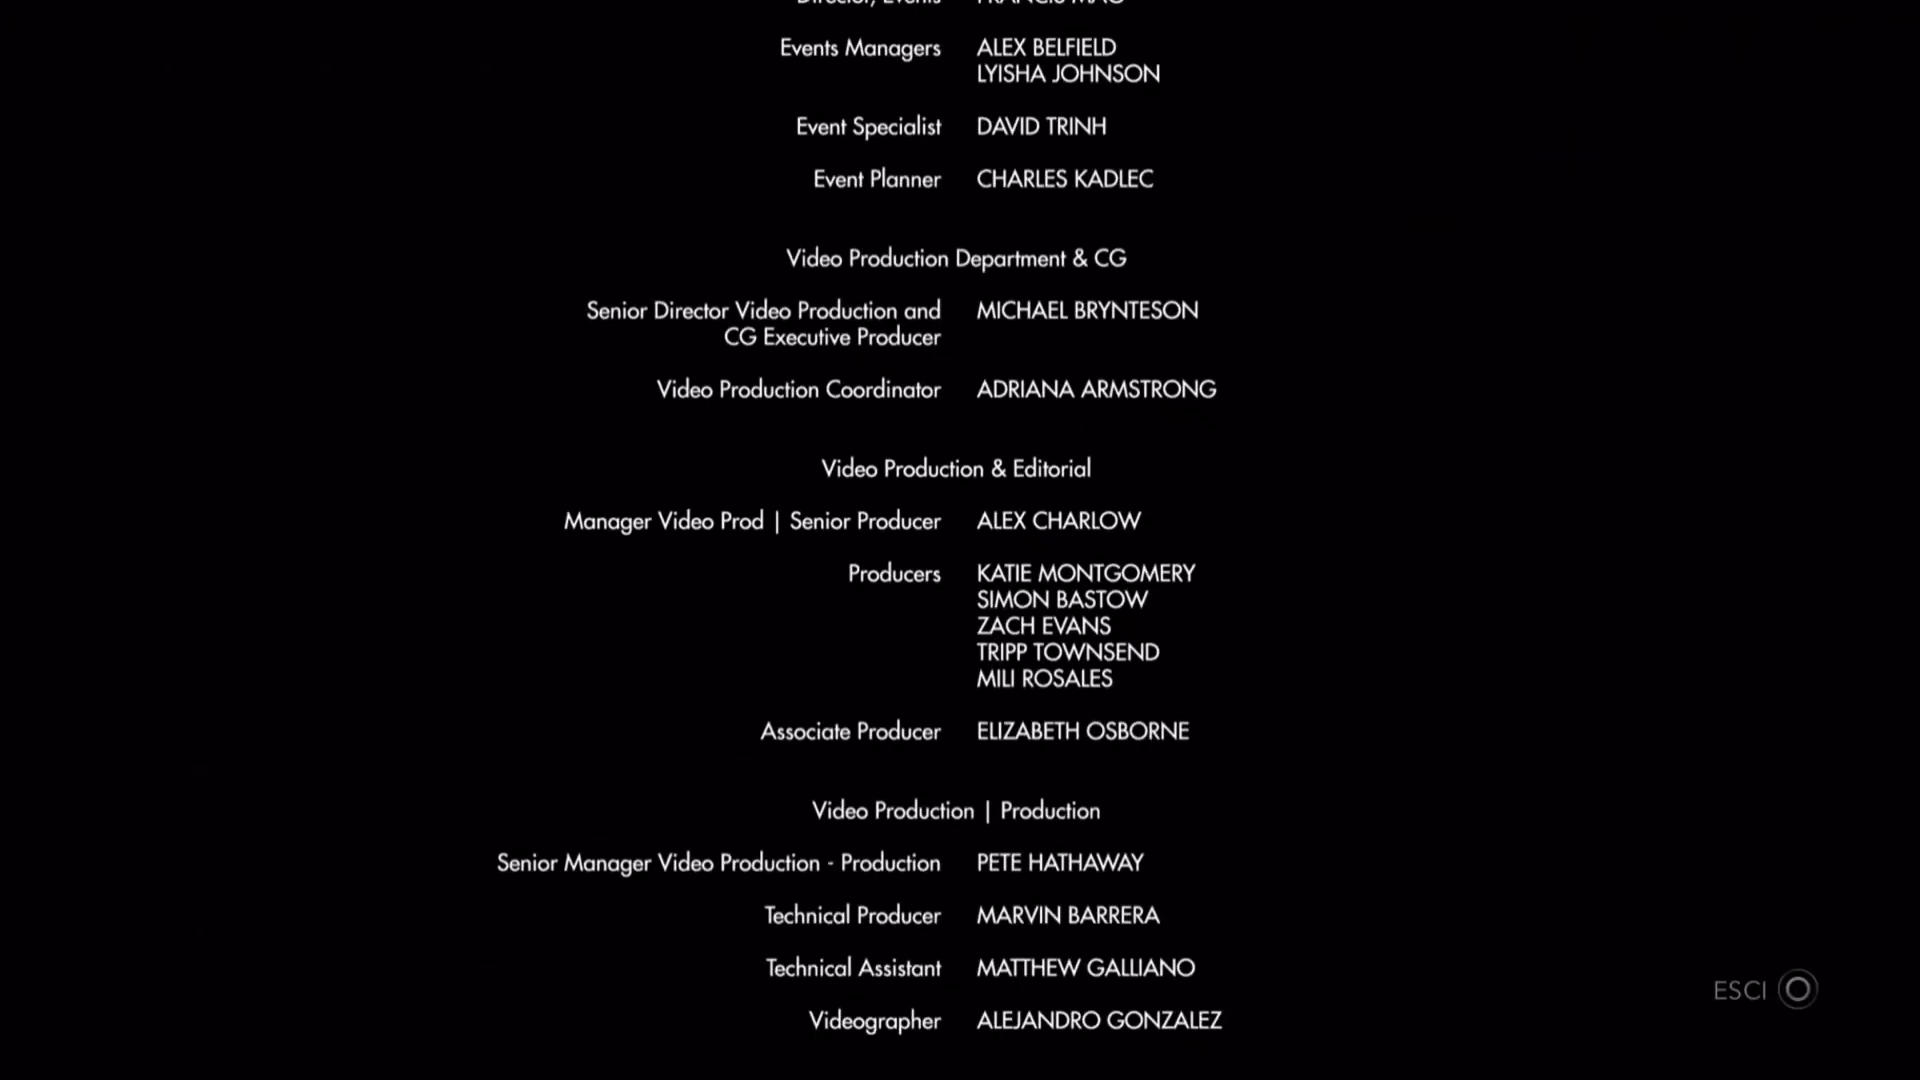 Director, Events FRANCIS MAO
Events Managers ALEX BELFIELD
LYISHA JOHNSON
Event Specialist DAVID TRINH
Event Planner CHARLES KADLEC
Video Production Department & CG
Senior Director Video Production and MICHAEL BRYNTESON
CG Executive Producer
Video Production Coordinator ADRIANA ARMSTRONG
Video Production & Editorial
Manager Video Prod | Senior Producer ALEX CHARLOW
Producers KATIE MONTGOMERY
SIMON BASTOW
ZACH EVANS
TRIPP TOWNSEND
MILI ROSALES
Associate Producer ELIZABETH OSBORNE
Video Production | Production
Senior Manager Video Production - Production PETE HATHAWAY
Technical Producer MARVIN BARRERA
Technical Assistant MATTHEW GALLIANO
ESCI
Videographer ALEJANDRO GONZALEZ